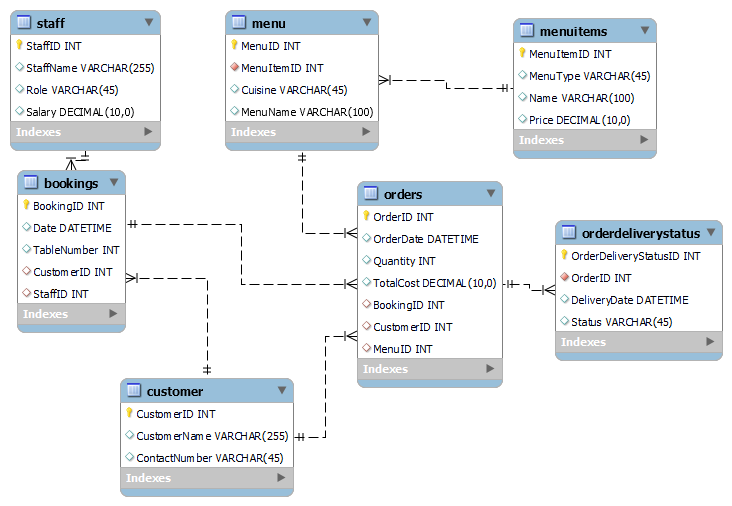 staff
StaffID INT
StaffName VARCHAR(255)
Role VARCHAR(45)
Salary DECIMAL(10,0)
Indexes
menu
MenuID INT
MenuItemID INT
Cuisine VARCHAR(45)
MenuName VARCHAR(100)
Indexes
menuitems
MenuItemID INT
MenuType VARCHAR(45)
Name VARCHAR(100)
Price DECIMAL(10,0)
Indexes
bookings
BookingID INT
Date DATETIME
TableNumber INT
CustomerID INT
StaffID INT
Indexes
orders
OrderID INT
OrderDate DATETIME
Quantity INT
TotalCost DECIMAL(10,0)
BookingID INT
CustomerID INT
MenuID INT
Indexes
orderdeliverystatus
OrderDeliveryStatusID INT
OrderID INT
DeliveryDate DATETIME
Status VARCHAR(45)
Indexes
customer
CustomerID INT
CustomerName VARCHAR(255)
ContactNumber VARCHAR(45)
Indexes